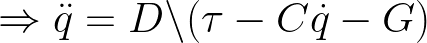 ⇒ q̈ = D\(τ − Cq̇ − G)